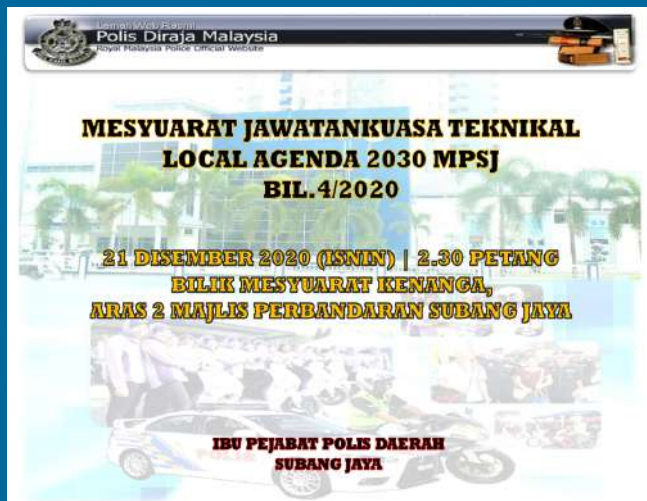 Laman Web Rasmi
Polis Diraja Malaysia
Royal Malaysia Police Official Website
MESYUARAT JAWATANKUASA TEKNIKAL
LOCAL AGENDA 2030 MPSJ
BIL.4/2020
21 DISEMBER 2020 (ISNIN) | 2.30 PETANG
BILIK MESYUARAT KENANGA,
ARAS 2 MAJLIS PERBANDARAN SUBANG JAYA
POLIS
IBU PEJABAT POLIS DAERAH
SUBANG JAYA